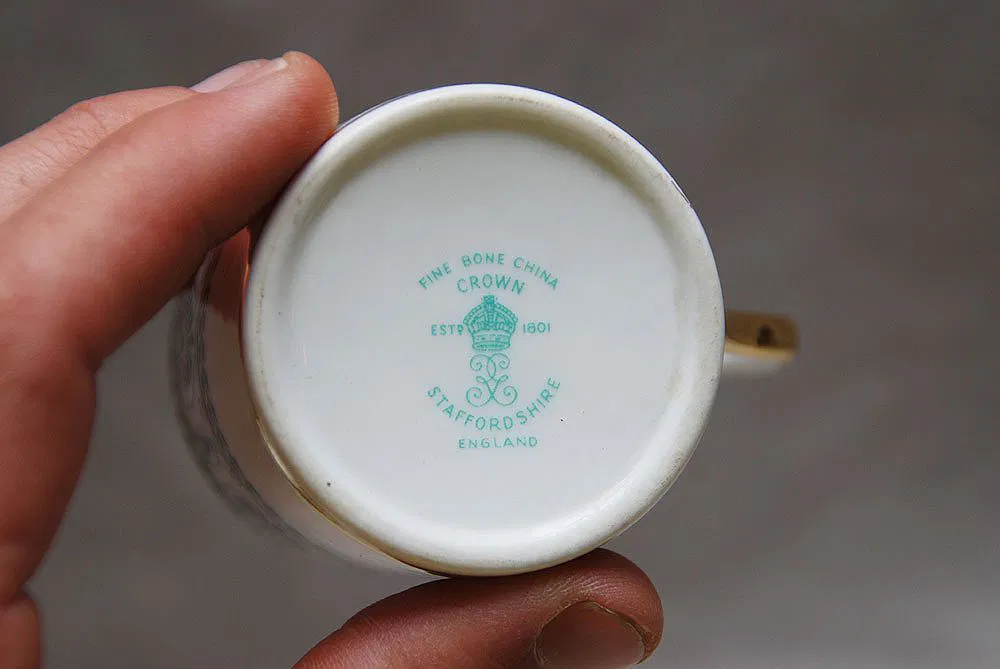 FINE BONE CHINA
CROWN
ESTD 1801
STAFFORDSHIRE
ENGLAND